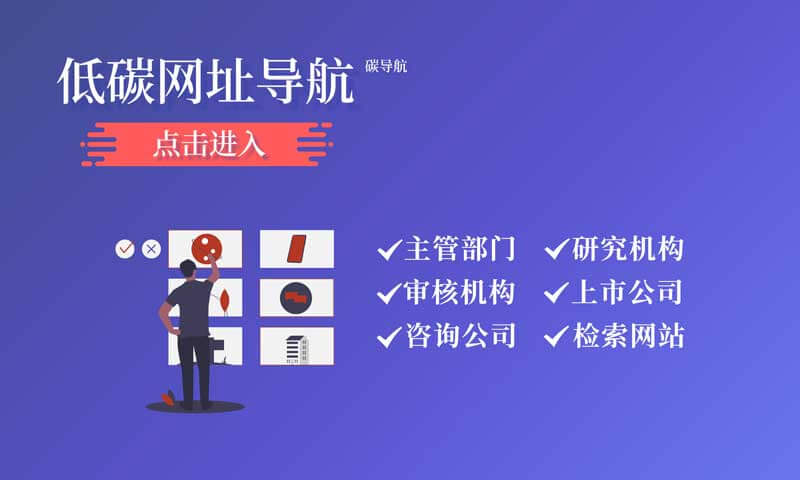 低碳网址导航 碳导航
点击进入
主管部门 研究机构
审核机构 上市公司
咨询公司 检索网站